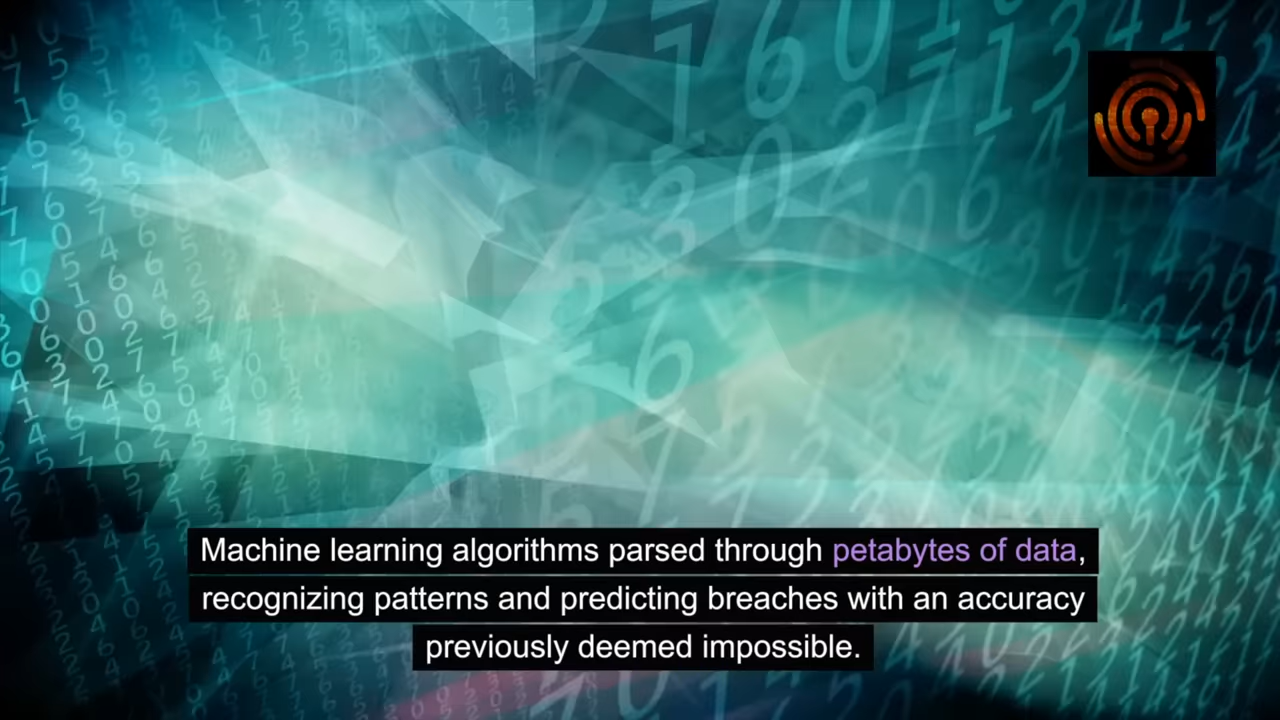 Machine learning algorithms parsed through petabytes of data,
recognizing patterns and predicting breaches with an accuracy
previously deemed impossible.